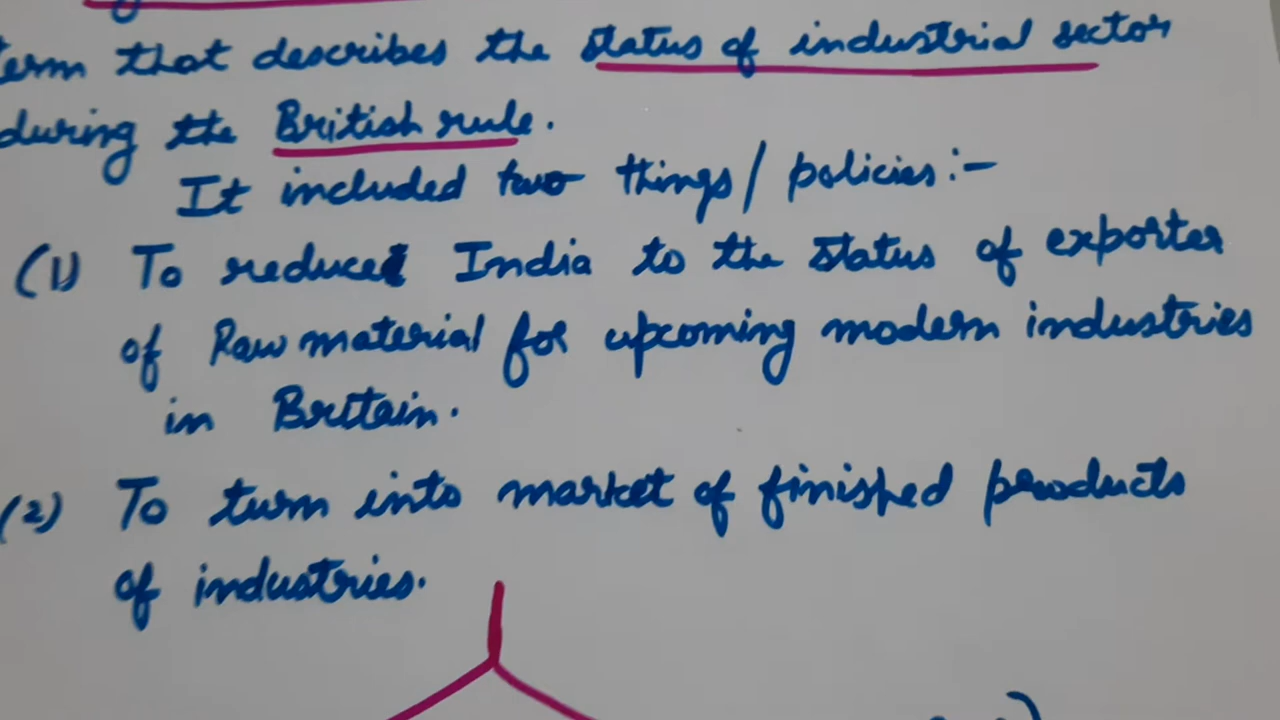 term that describes the status of industrial sector
during the British rule.
It included two things/policies:-
(1) To reduce India to the status of exporter
of Raw material for upcoming modern industries
in Britain.
(2) To turn into market of finished products
of industries.